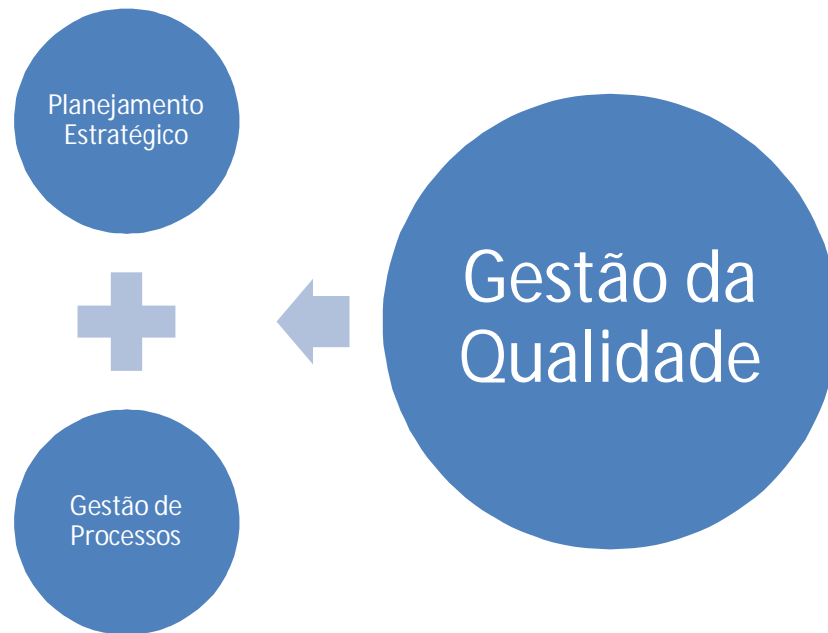 Planejamento
Estratégico
Gestão de
Processos
Gestão da
Qualidade